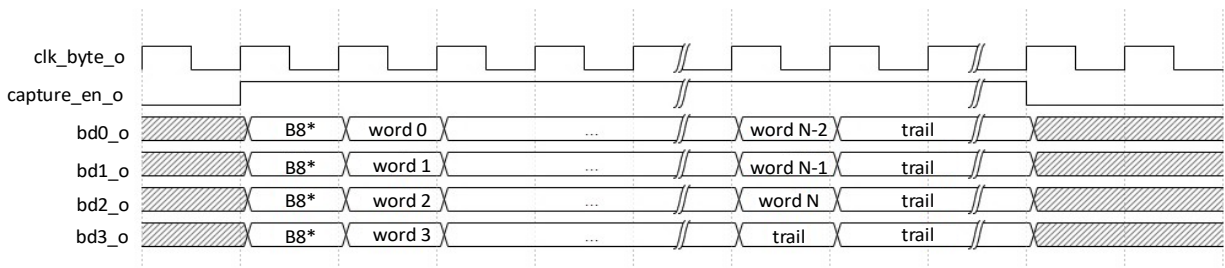 clk_byte_o
capture_en_o
bd0_o B8* word 0 ... word N-2 trail
bd1_o B8* word 1 ... word N-1 trail
bd2_o B8* word 2 ... word N trail
bd3_o B8* word 3 ... trail trail